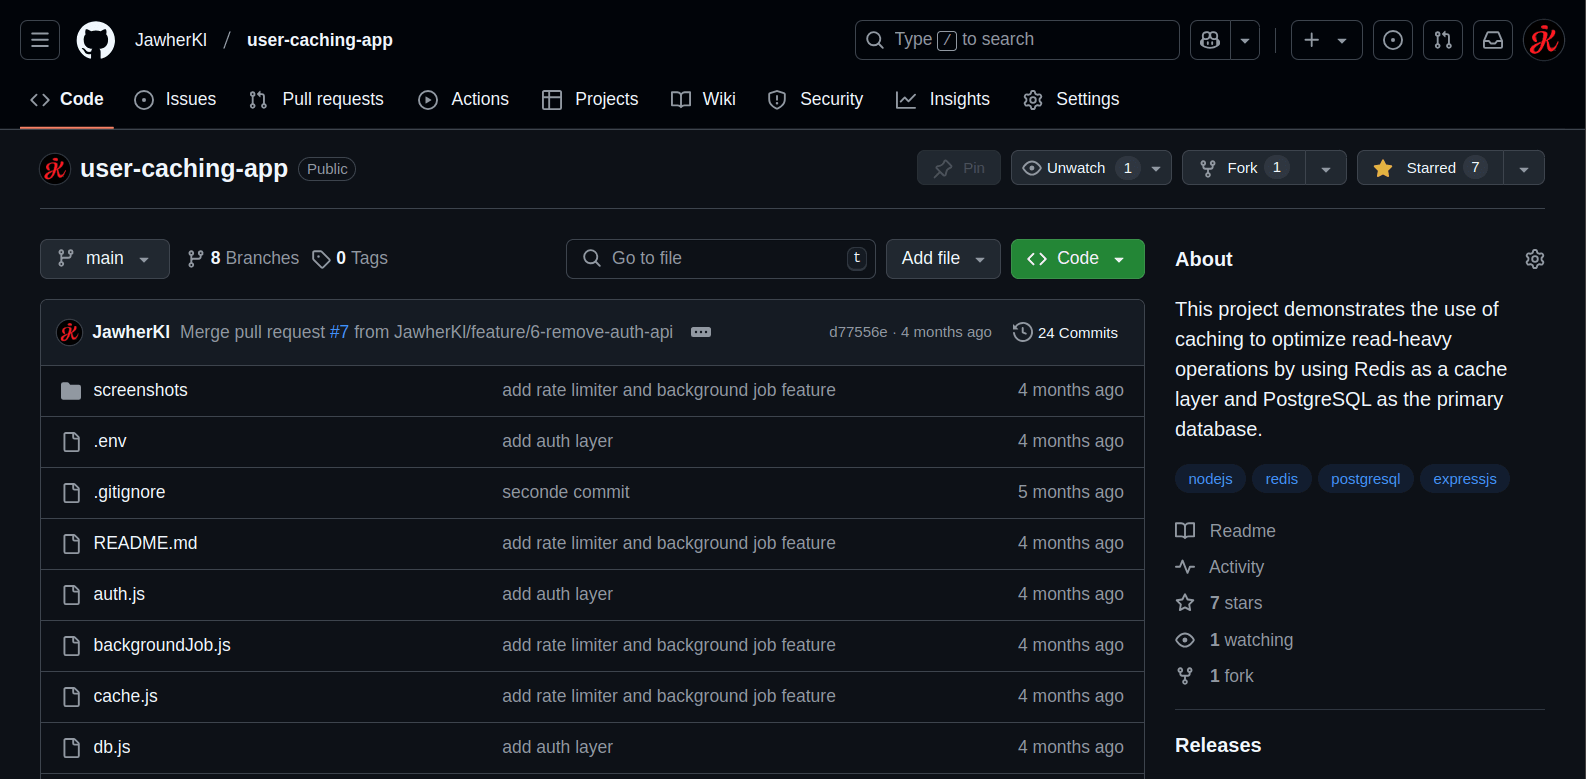 JawherKl / user-caching-app
Type / to search
Code Issues Pull requests Actions Projects Wiki Security Insights Settings
user-caching-app Public
Pin Unwatch 1 Fork 1 Starred 7
main 8 Branches 0 Tags Go to file t Add file Code
JawherKl Merge pull request #7 from JawherKl/feature/6-remove-auth-api d77556e · 4 months ago 24 Commits
screenshots add rate limiter and background job feature 4 months ago
.env add auth layer 4 months ago
.gitignore seconde commit 5 months ago
README.md add rate limiter and background job feature 4 months ago
auth.js add auth layer 4 months ago
backgroundJob.js add rate limiter and background job feature 4 months ago
cache.js add rate limiter and background job feature 4 months ago
db.js add auth layer 4 months ago
About
This project demonstrates the use of
caching to optimize read-heavy
operations by using Redis as a cache
layer and PostgreSQL as the primary
database.
nodejs redis postgresql expressjs
Readme
Activity
7 stars
1 watching
1 fork
Releases